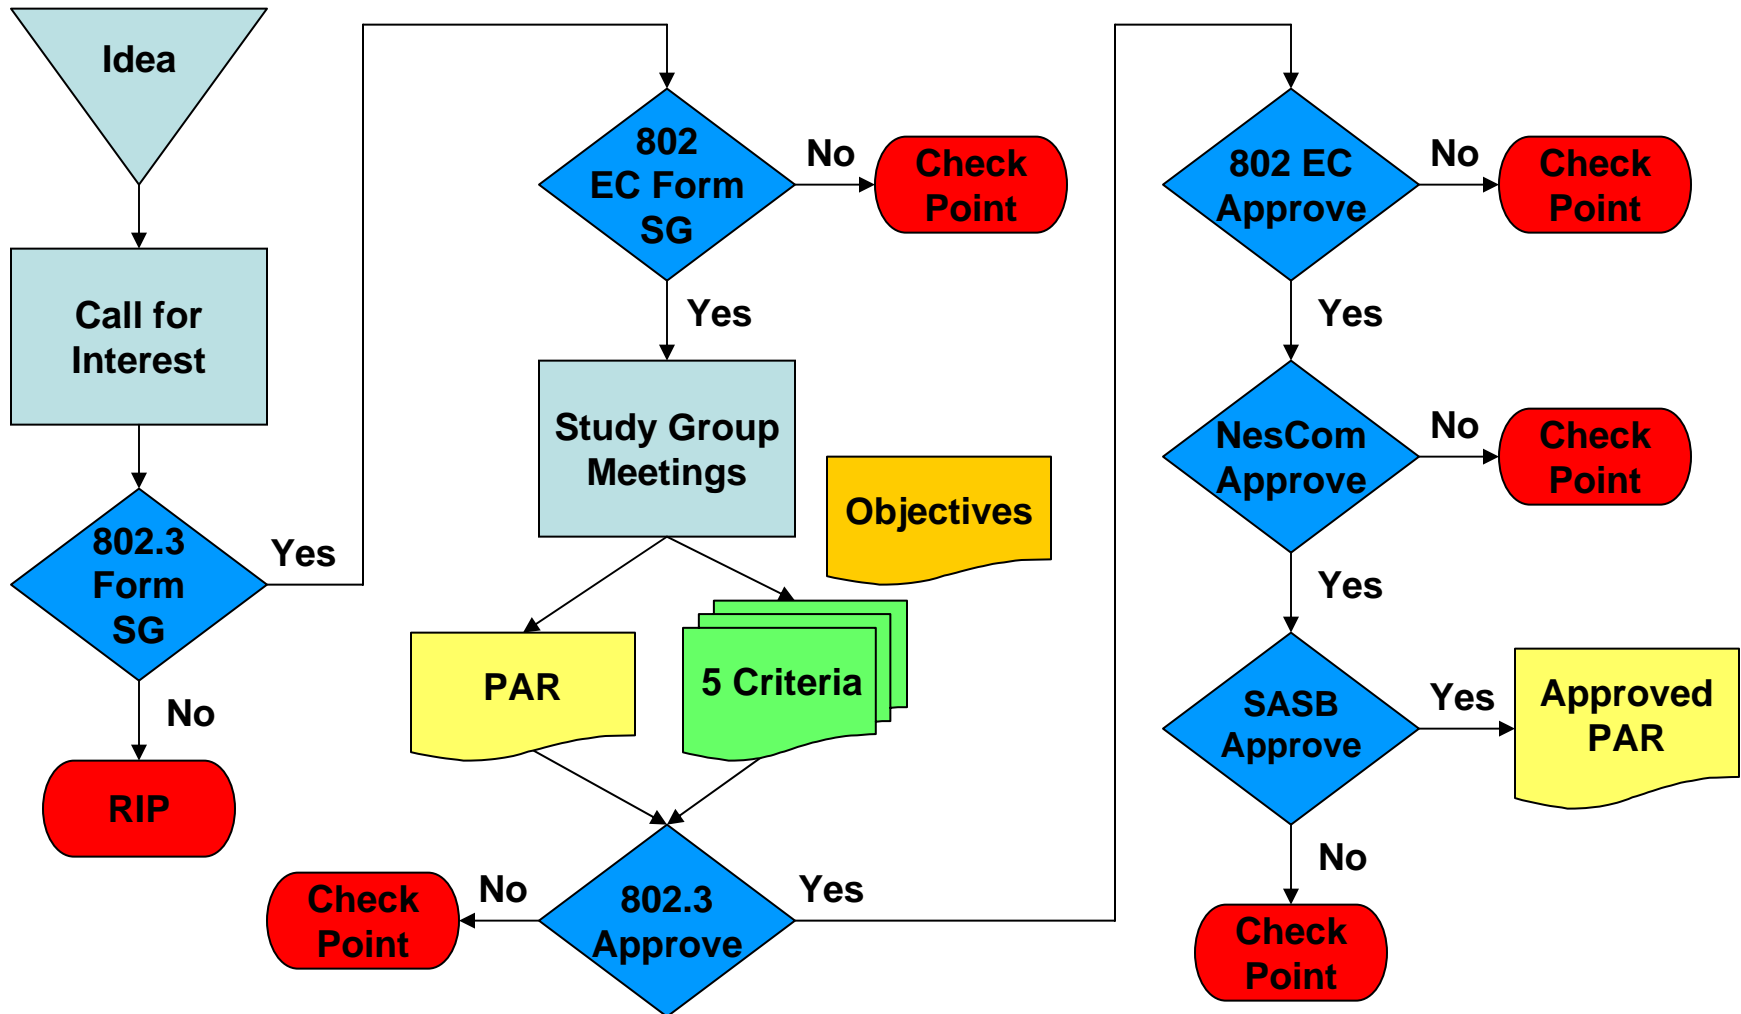 Idea
Call for
Interest
802.3
Form
SG
Yes
No
RIP
802
EC Form
SG
No
Check
Point
Yes
Study Group
Meetings
Objectives
PAR
5 Criteria
802.3
Approve
No
Check
Point
Yes
802 EC
Approve
No
Check
Point
Yes
NesCom
Approve
No
Check
Point
Yes
SASB
Approve
Yes
Approved
PAR
No
Check
Point